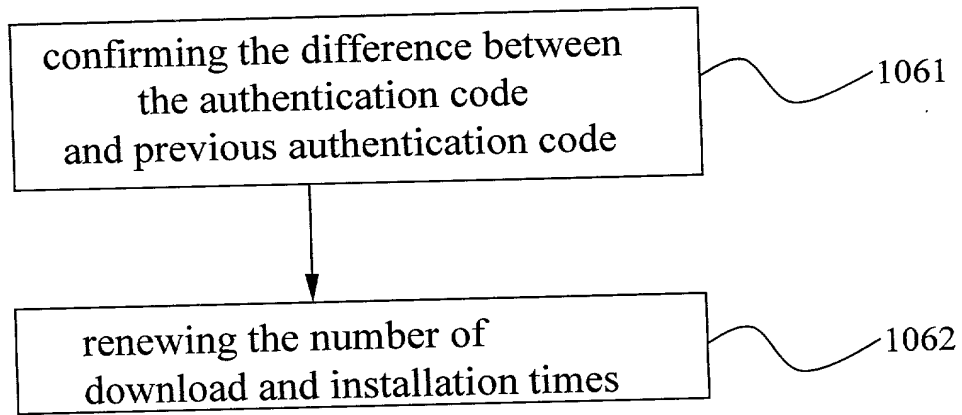 confirming the difference between
the authentication code
and previous authentication code
1061
renewing the number of
download and installation times
1062